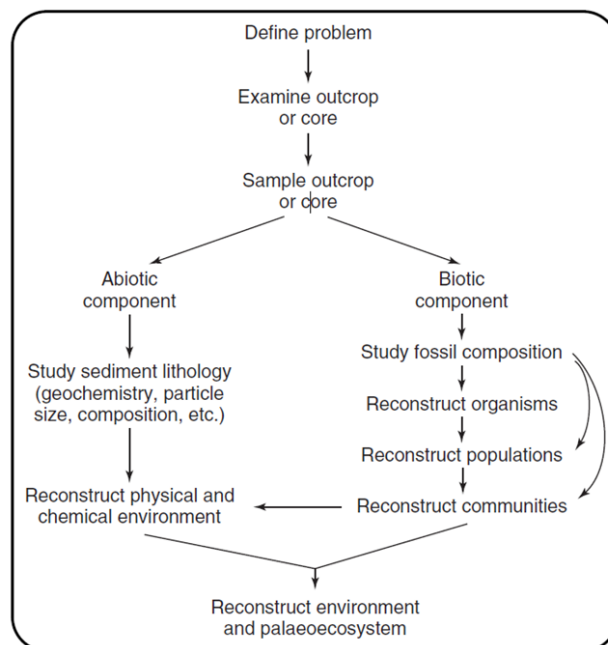 Define problem
Examine outcrop
or core
Sample outcrop
or core
Abiotic
component
Biotic
component
Study sediment lithology
(geochemistry, particle
size, composition, etc.)
Study fossil composition
Reconstruct organisms
Reconstruct populations
Reconstruct physical and
chemical environment
Reconstruct communities
Reconstruct environment
and palaeoecosystem